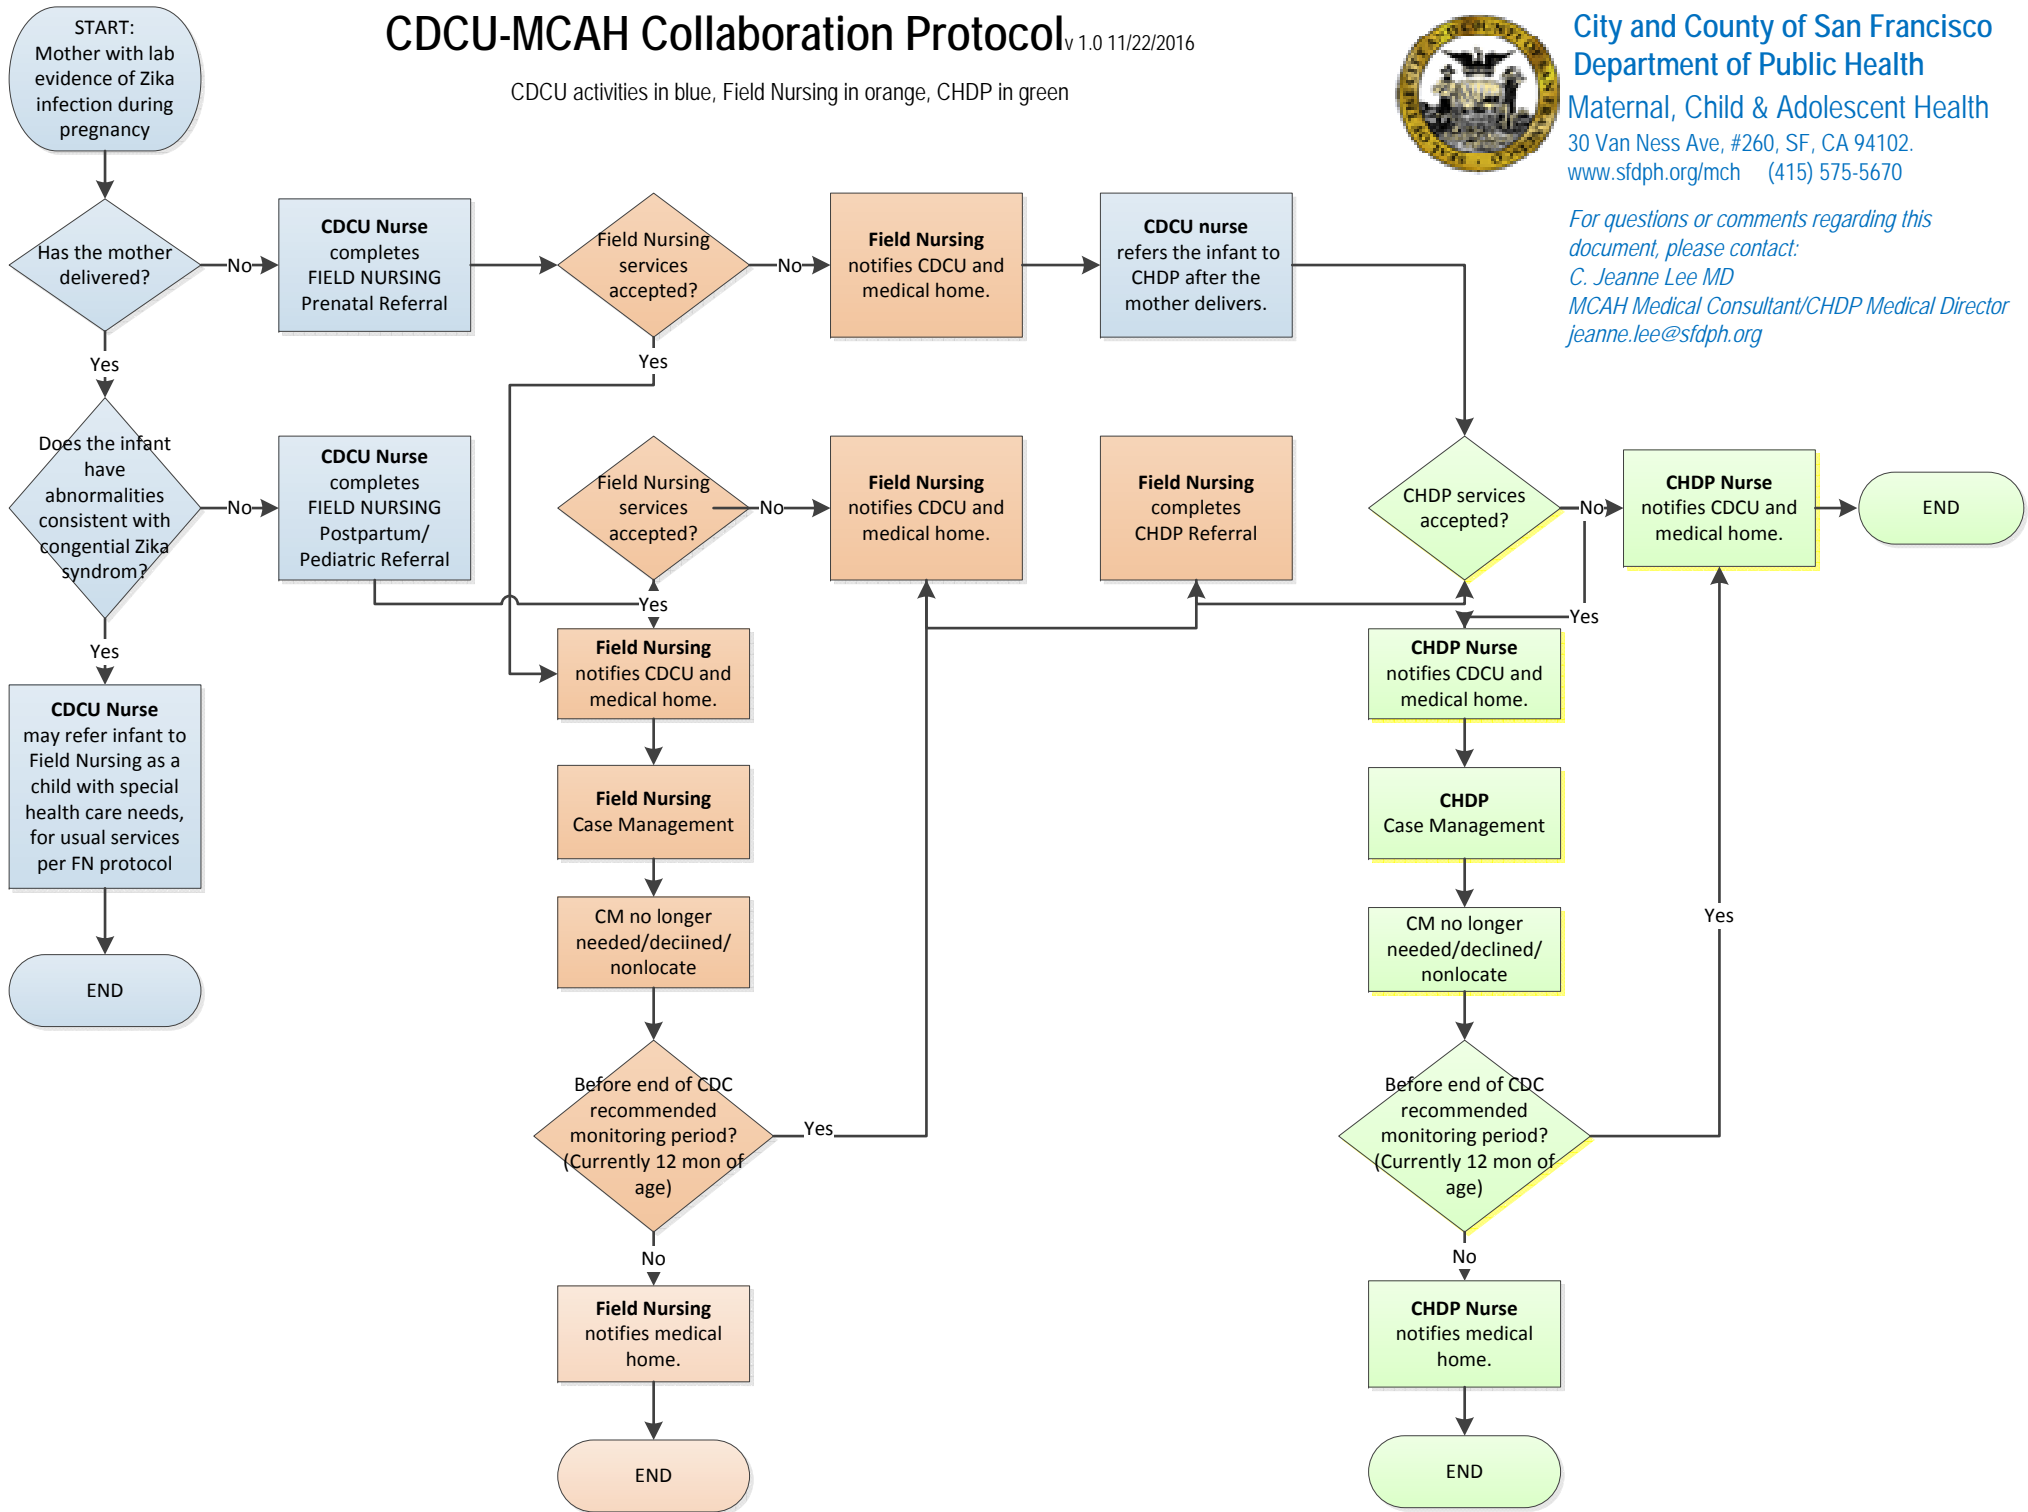 START:
Mother with lab
evidence of Zika
infection during
pregnancy
CDCU-MCAH Collaboration Protocol v 1.0 11/22/2016
CDCU activities in blue, Field Nursing in orange, CHDP in green
City and County of San Francisco
Department of Public Health
Maternal, Child & Adolescent Health
30 Van Ness Ave, #260, SF, CA 94102.
www.sfdph.org/mch (415) 575-5670
For questions or comments regarding this
document, please contact:
C. Jeanne Lee MD
MCAH Medical Consultant/CHDP Medical Director
jeanne.lee@sfdph.org
Has the mother
delivered?
No
CDCU Nurse
completes
FIELD NURSING
Prenatal Referral
Field Nursing
services
accepted?
No
Field Nursing
notifies CDCU and
medical home.
CDCU nurse
refers the infant to
CHDP after the
mother delivers.
Yes
Yes
Does the infant
have
abnormalities
consistent with
congential Zika
syndrom?
No
CDCU Nurse
completes
FIELD NURSING
Postpartum/
Pediatric Referral
Field Nursing
services
accepted?
No
Field Nursing
notifies CDCU and
medical home.
Field Nursing
completes
CHDP Referral
CHDP services
accepted?
No
CHDP Nurse
notifies CDCU and
medical home.
END
Yes
Yes
Yes
CDCU Nurse
may refer infant to
Field Nursing as a
child with special
health care needs,
for usual services
per FN protocol
END
Field Nursing
notifies CDCU and
medical home.
Field Nursing
Case Management
CM no longer
needed/deciined/
nonlocate
Before end of CDC
recommended
monitoring period?
(Currently 12 mon of
age)
Yes
No
Field Nursing
notifies medical
home.
END
CHDP Nurse
notifies CDCU and
medical home.
CHDP
Case Management
CM no longer
needed/declined/
nonlocate
Yes
Before end of CDC
recommended
monitoring period?
(Currently 12 mon of
age)
No
CHDP Nurse
notifies medical
home.
END